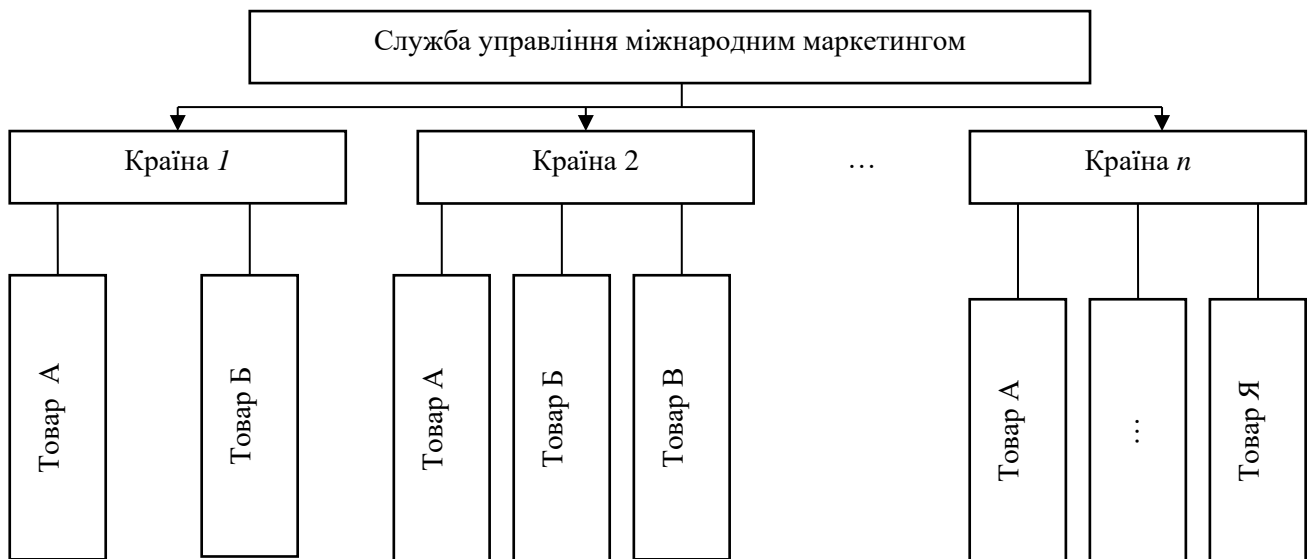 Служба управління міжнародним маркетингом
Країна 1
Країна 2
…
Країна n
Товар А
Товар Б
Товар А
Товар Б
Товар В
Товар А
…
Товар Я